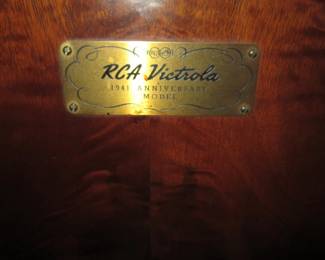 RCA Victrola
1941 ANNIVERSARY
MODEL